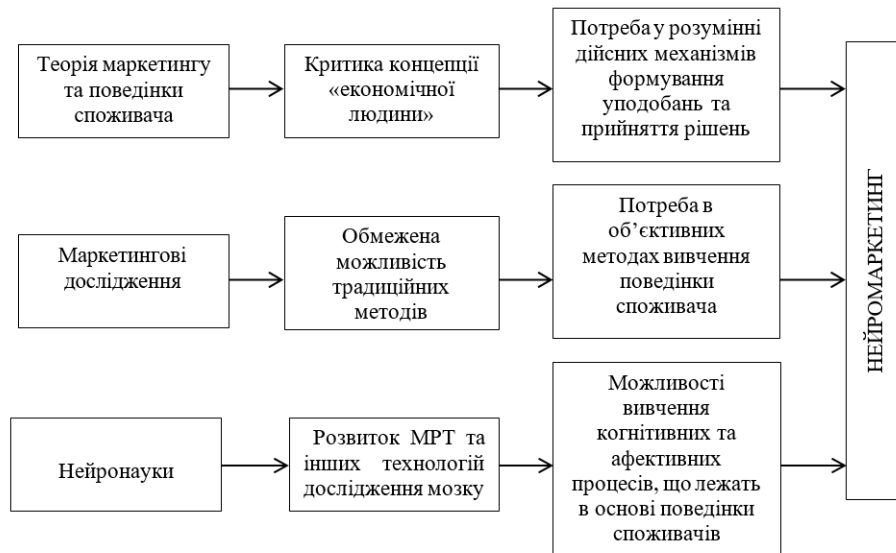 Теорія маркетингу
та поведінки
споживача
Критика концепції
«економічної
людини»
Потреба у розумінні
дійсних механізмів
формування
уподобань та
прийняття рішень
Маркетингові
дослідження
Обмежена
можливість
традиційних
методів
Потреба в
об’єктивних
методах вивчення
поведінки
споживача
Нейронауки
Розвиток МРТ та
інших технологій
дослідження мозку
Можливості
вивчення
когнітивних та
афективних
процесів, що лежать
в основі поведінки
споживачів
НЕЙРОМАРКЕТИНГ